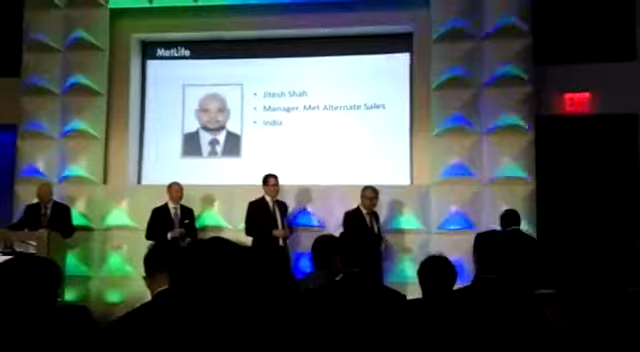 MetLife
• Jitesh Shah
• Manager, Met Alternate Sales
• India
EXIT